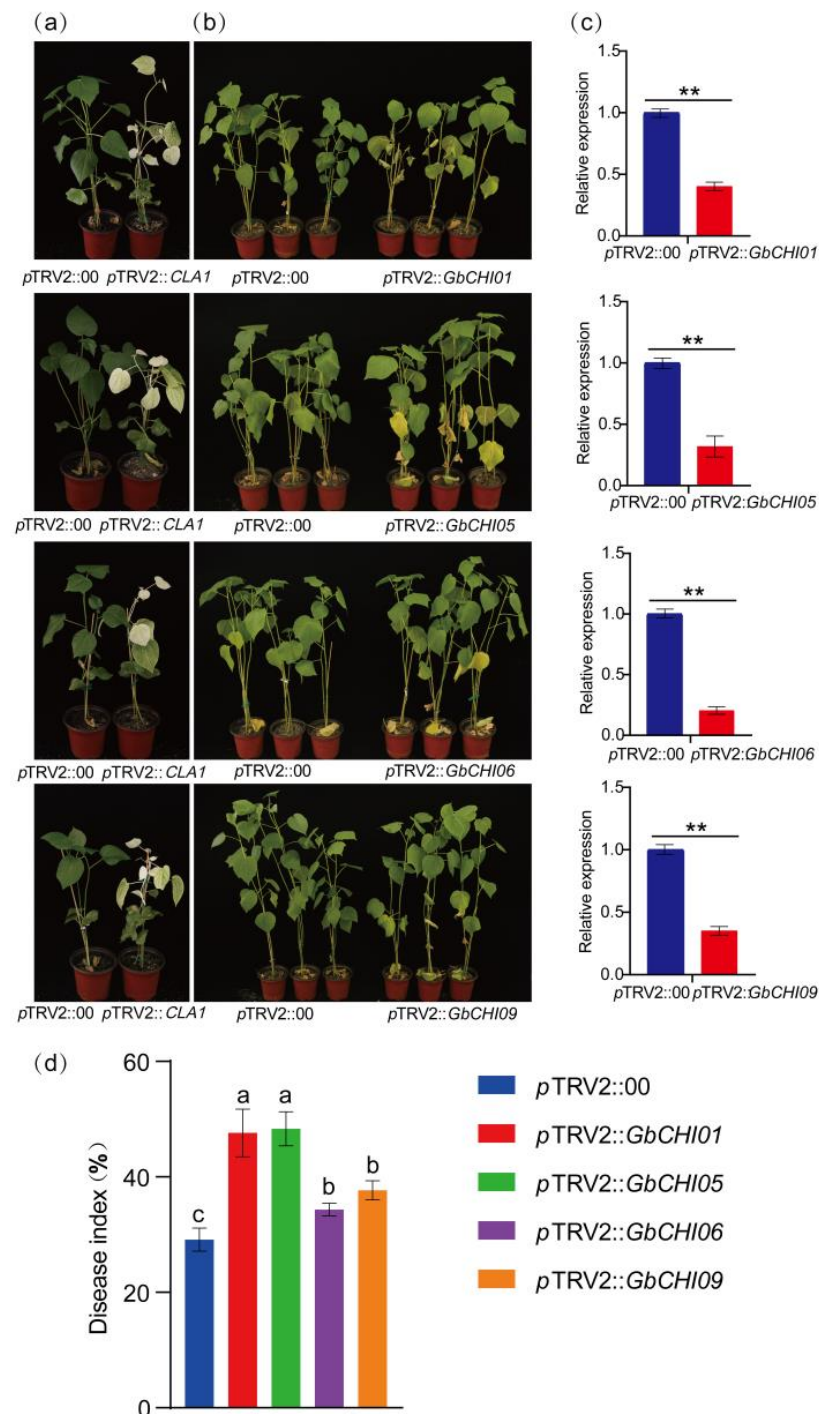 (a)
(b)
(c)
pTRV2::00 pTRV2::CLA1
pTRV2::00
pTRV2::GbCHI01
Relative expression
1.5
1.0
0.5
0.0
**
pTRV2::00 pTRV2::GbCHI01
pTRV2::00 pTRV2::CLA1
pTRV2::00
pTRV2::GbCHI05
Relative expression
1.5
1.0
0.5
0.0
**
pTRV2::00 pTRV2:GbCHI05
pTRV2::00 pTRV2::CLA1
pTRV2::00
pTRV2::GbCHI06
Relative expression
1.5
1.0
0.5
0.0
**
pTRV2::00 pTRV2:GbCHI06
pTRV2::00 pTRV2::CLA1
pTRV2::00
pTRV2::GbCHI09
Relative expression
1.5
1.0
0.5
0.0
**
pTRV2::00 pTRV2::GbCHI09
(d)
Disease index (%)
60
40
20
0
c
a
a
b
b
pTRV2::00
pTRV2::GbCHI01
pTRV2::GbCHI05
pTRV2::GbCHI06
pTRV2::GbCHI09